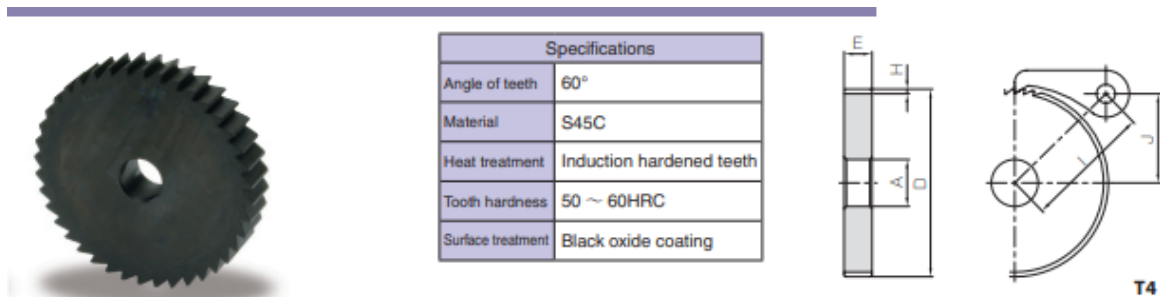 Specifications
Angle of teeth 60°
Material S45C
Heat treatment Induction hardened teeth
Tooth hardness 50 ～ 60HRC
Surface treatment Black oxide coating
E
H
A
D
I
J
T4